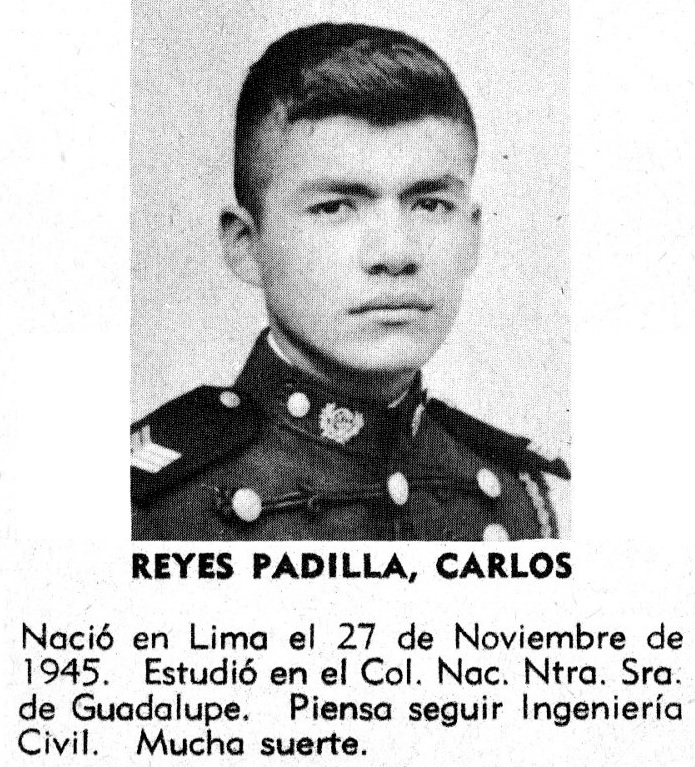 REYES PADILLA, CARLOS
Nació en Lima el 27 de Noviembre de
1945. Estudió en el Col. Nac. Ntra. Sra.
de Guadalupe. Piensa seguir Ingeniería
Civil. Mucha suerte.